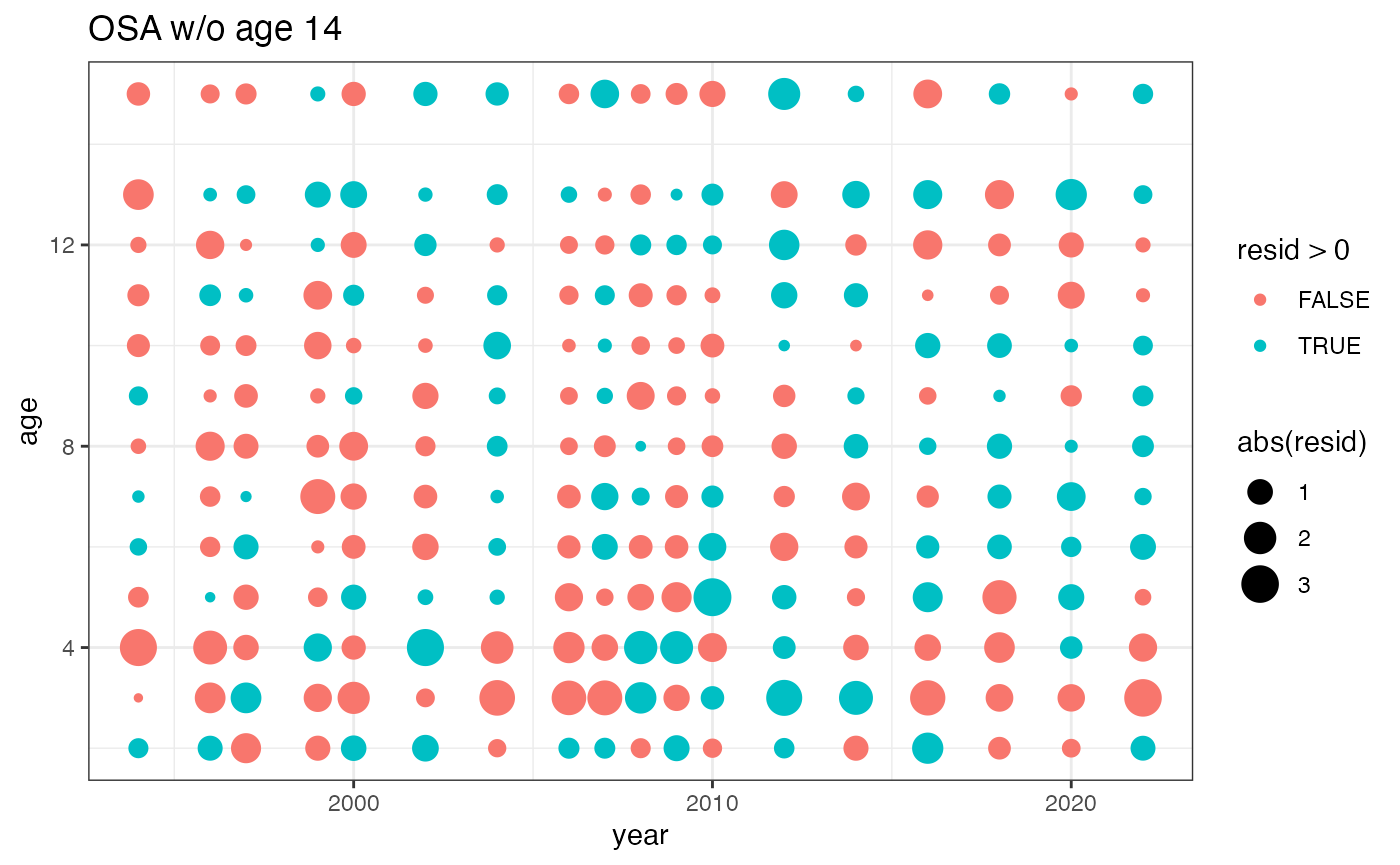 OSA w/o age 14
12
8
4
age
2000
2010
2020
year
resid > 0
FALSE
TRUE
abs(resid)
1
2
3